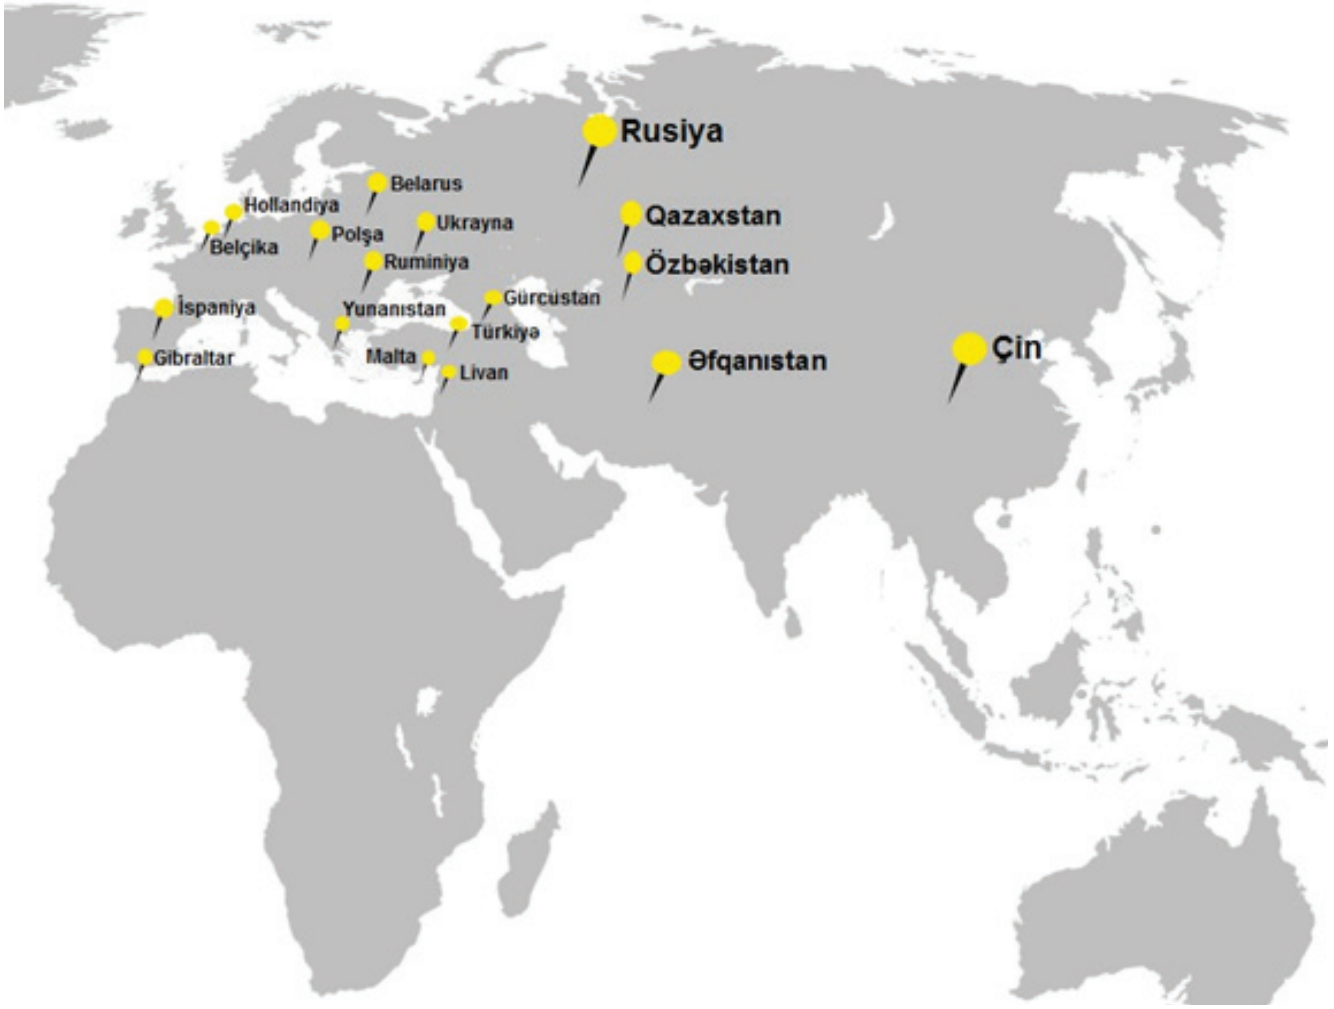 Rusiya
Belarus
Hollandiya
Qazaxstan
Ukrayna
Polşa
Belçika
Ruminiya
Özbəkistan
Gürcüstan
İspaniya
Yunanıstan
Türkiyə
Çin
Malta
Gibraltar
Əfqanıstan
Livan